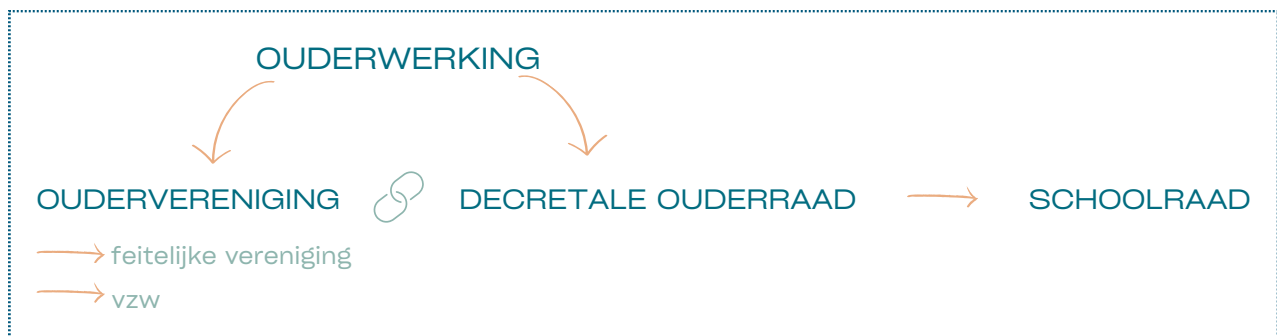 OUDERWERKING
OUDERVERENIGING DECRETALE OUDERRAAD SCHOOLRAAD
feitelijke vereniging
vzw